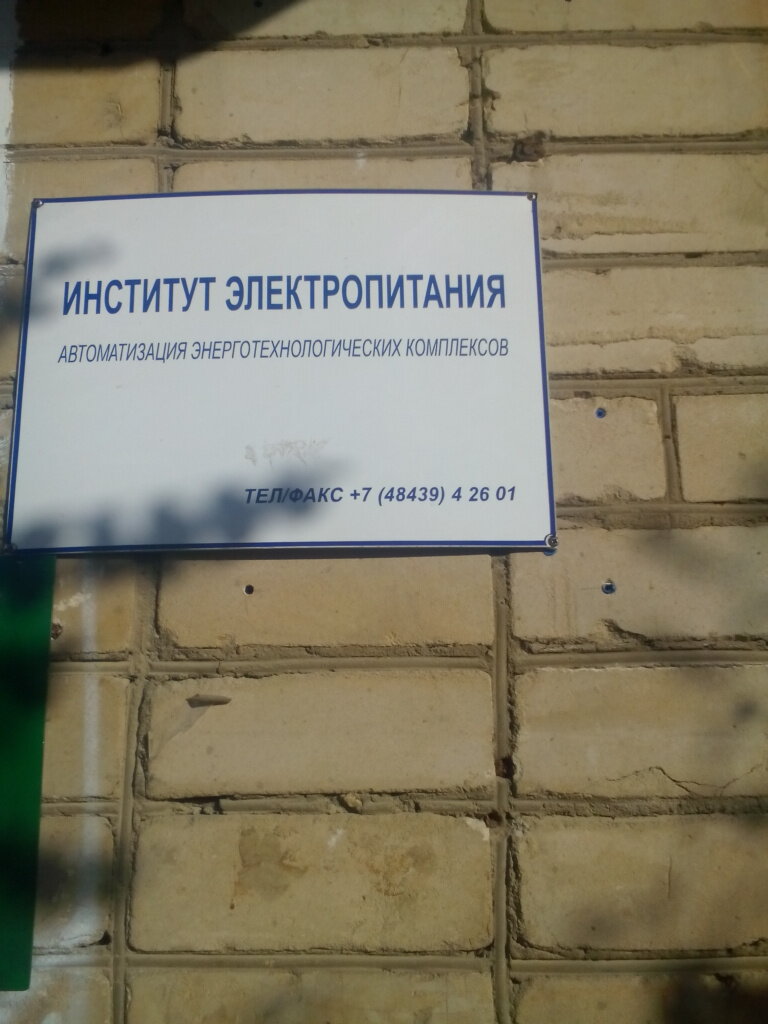 ИНСТИТУТ ЭЛЕКТРОПИТАНИЯ
АВТОМАТИЗАЦИЯ ЭНЕРГОТЕХНОЛОГИЧЕСКИХ КОМПЛЕКСОВ
ТЕЛ/ФАКС +7 (48439) 4 26 01